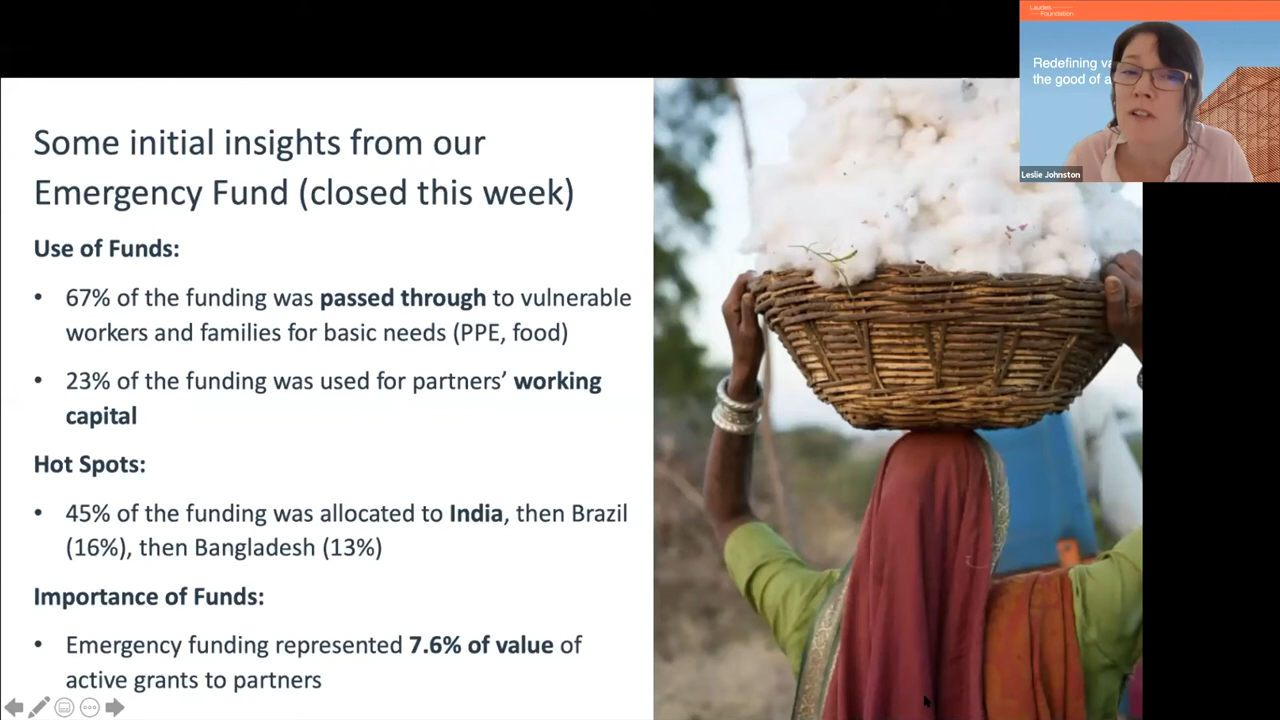 Some initial insights from our
Emergency Fund (closed this week)
Use of Funds:
• 67% of the funding was passed through to vulnerable
workers and families for basic needs (PPE, food)
• 23% of the funding was used for partners’ working
capital
Hot Spots:
• 45% of the funding was allocated to India, then Brazil
(16%), then Bangladesh (13%)
Importance of Funds:
• Emergency funding represented 7.6% of value of
active grants to partners
Laudes
Foundation
Redefining va
the good of a
Leslie Johnston